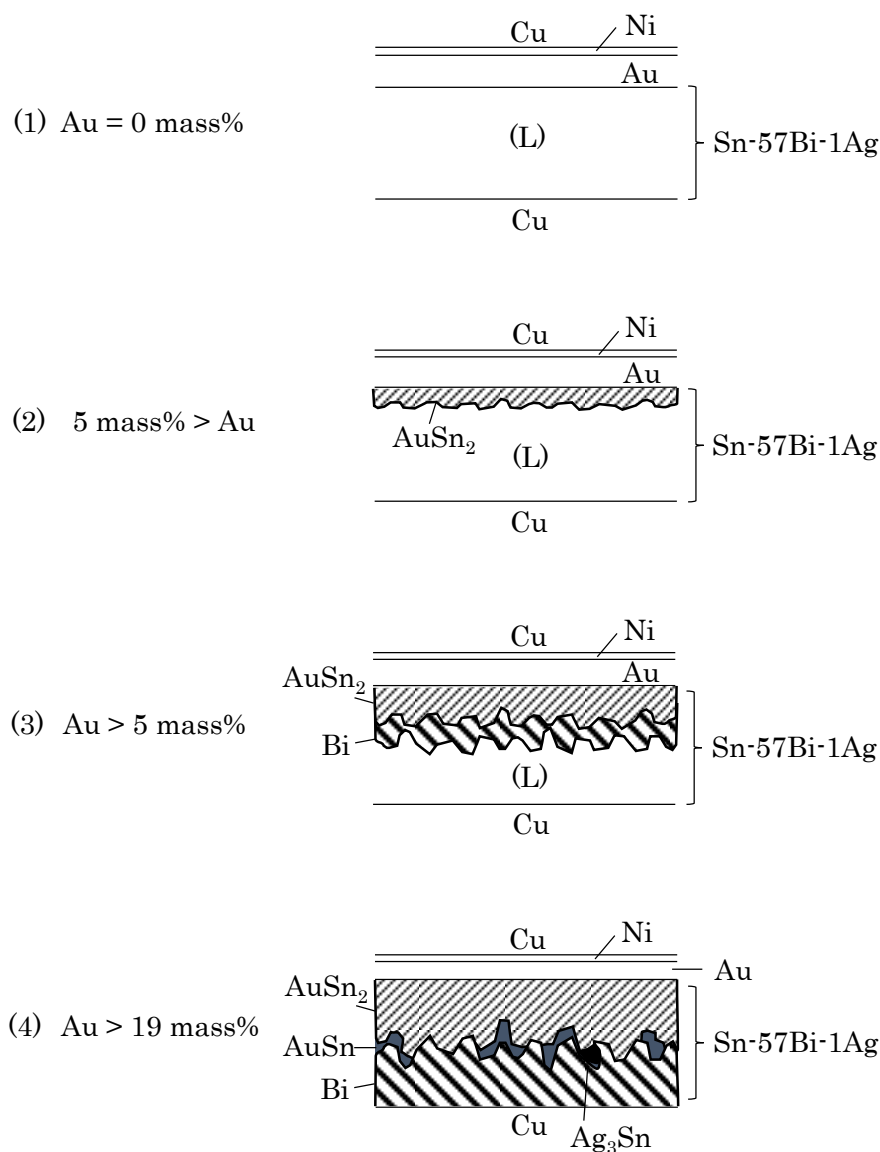 Cu
Ni
Au
(1) Au = 0 mass%
(L)
Sn-57Bi-1Ag
Cu
Cu
Ni
Au
(2) 5 mass% > Au
AuSn₂
(L)
Sn-57Bi-1Ag
Cu
Cu
Ni
Au
AuSn₂
(3) Au > 5 mass%
Bi
(L)
Sn-57Bi-1Ag
Cu
Cu
Ni
Au
AuSn₂
(4) Au > 19 mass%
AuSn
Sn-57Bi-1Ag
Bi
Cu
Ag₃Sn